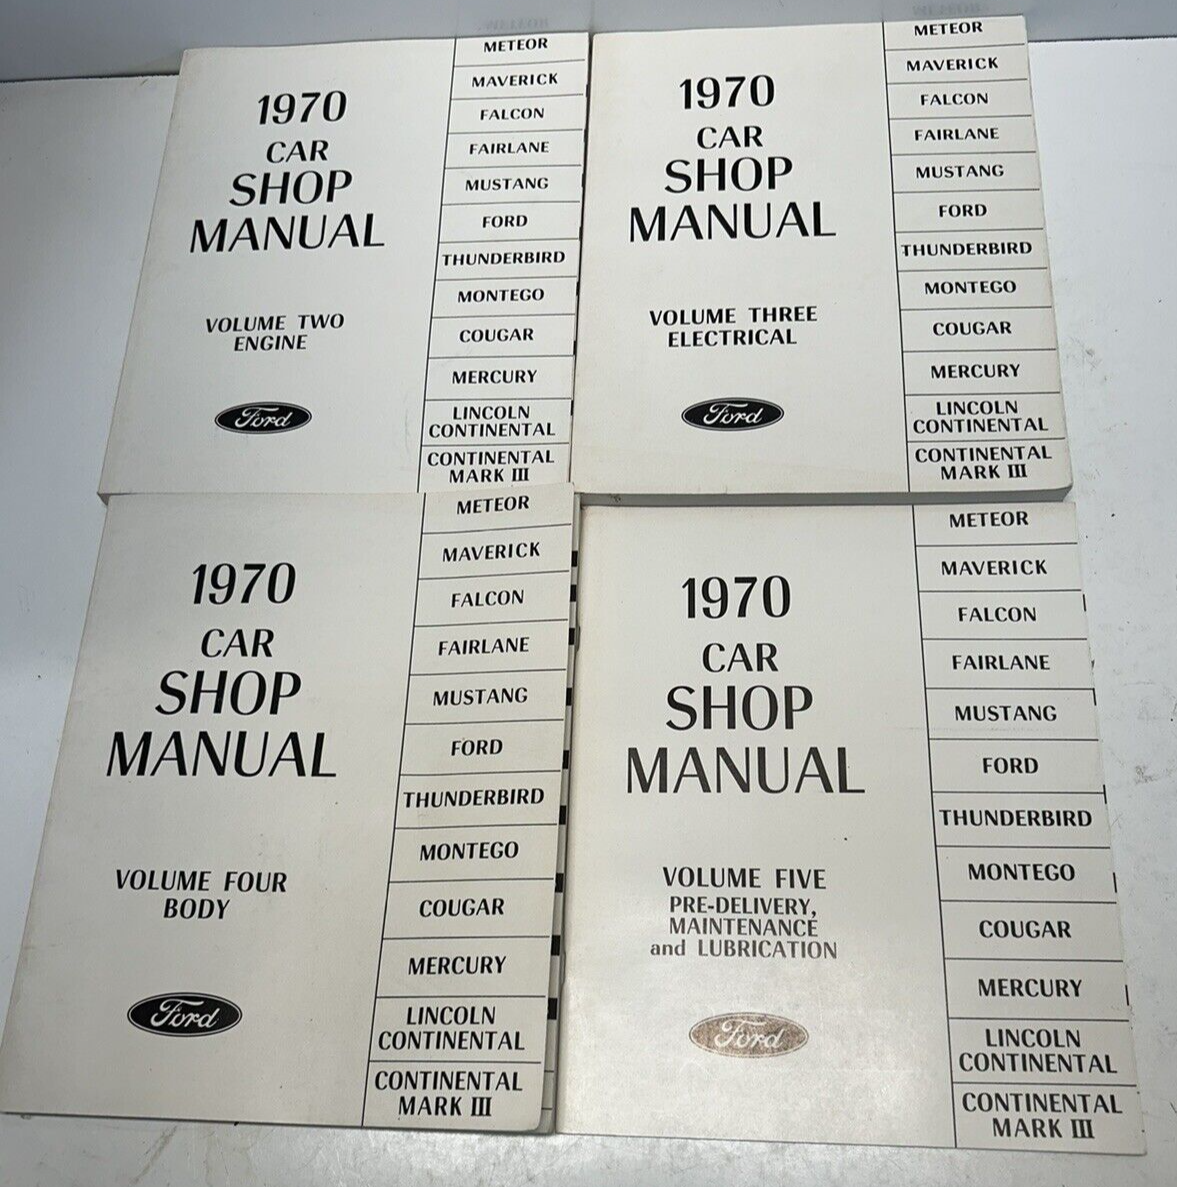 1970
CAR
SHOP
MANUAL
VOLUME TWO
ENGINE
Ford
METEOR
MAVERICK
FALCON
FAIRLANE
MUSTANG
FORD
THUNDERBIRD
MONTEGO
COUGAR
MERCURY
LINCOLN
CONTINENTAL
CONTINENTAL
MARK III
1970
CAR
SHOP
MANUAL
VOLUME THREE
ELECTRICAL
Ford
METEOR
MAVERICK
FALCON
FAIRLANE
MUSTANG
FORD
THUNDERBIRD
MONTEGO
COUGAR
MERCURY
LINCOLN
CONTINENTAL
CONTINENTAL
MARK III
1970
CAR
SHOP
MANUAL
VOLUME FOUR
BODY
Ford
METEOR
MAVERICK
FALCON
FAIRLANE
MUSTANG
FORD
THUNDERBIRD
MONTEGO
COUGAR
MERCURY
LINCOLN
CONTINENTAL
CONTINENTAL
MARK III
1970
CAR
SHOP
MANUAL
VOLUME FIVE
PRE-DELIVERY,
MAINTENANCE
and LUBRICATION
Ford
METEOR
MAVERICK
FALCON
FAIRLANE
MUSTANG
FORD
THUNDERBIRD
MONTEGO
COUGAR
MERCURY
LINCOLN
CONTINENTAL
CONTINENTAL
MARK III